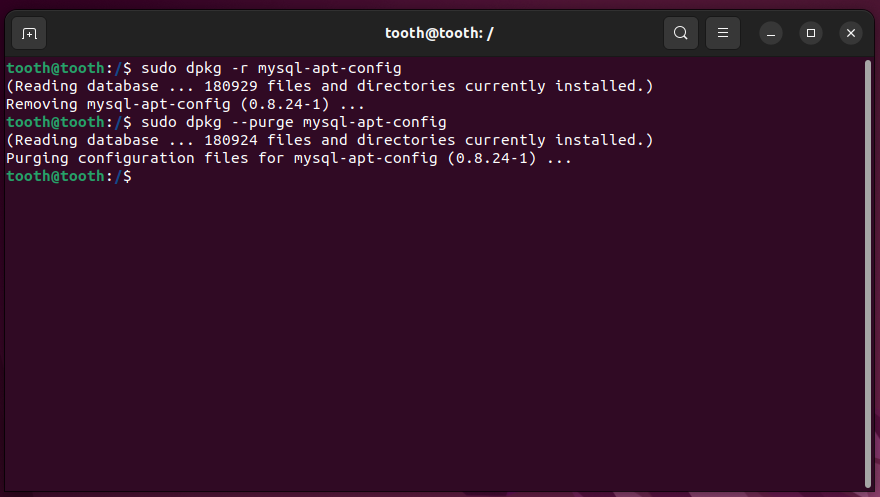 tooth@tooth: /
tooth@tooth:/$ sudo dpkg -r mysql-apt-config
(Reading database ... 180929 files and directories currently installed.)
Removing mysql-apt-config (0.8.24-1) ...
tooth@tooth:/$ sudo dpkg --purge mysql-apt-config
(Reading database ... 180924 files and directories currently installed.)
Purging configuration files for mysql-apt-config (0.8.24-1) ...
tooth@tooth:/$